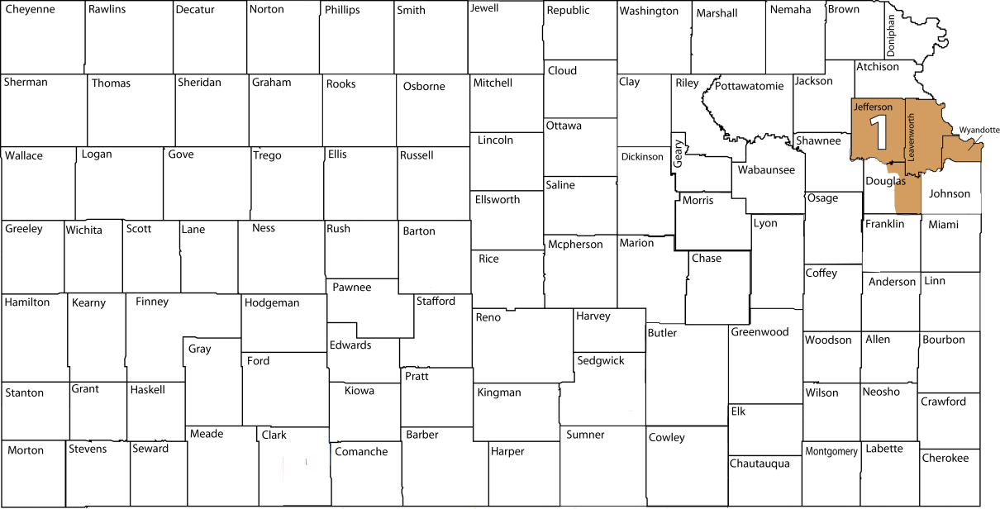 Cheyenne
Rawlins
Decatur
Norton
Phillips
Smith
Jewell
Republic
Washington
Marshall
Nemaha
Brown
Doniphan
Atchison
Cloud
Sherman
Thomas
Sheridan
Graham
Rooks
Osborne
Mitchell
Clay
Riley
Pottawatomie
Jackson
Jefferson
1
Leavenworth
Wyandotte
Ottawa
Lincoln
Shawnee
Wallace
Logan
Gove
Trego
Ellis
Russell
Dickinson
Geary
Wabaunsee
Saline
Douglas
Johnson
Ellsworth
Morris
Osage
Greeley
Wichita
Scott
Lane
Ness
Rush
Barton
Lyon
Franklin
Miami
Mcpherson
Marion
Rice
Chase
Coffey
Anderson
Linn
Pawnee
Hamilton
Kearny
Finney
Hodgeman
Stafford
Reno
Harvey
Butler
Greenwood
Woodson
Allen
Bourbon
Gray
Edwards
Ford
Sedgwick
Pratt
Stanton
Grant
Haskell
Kiowa
Kingman
Wilson
Neosho
Crawford
Elk
Meade
Clark
Barber
Sumner
Cowley
Morton
Stevens
Seward
Comanche
Harper
Montgomery
Labette
Cherokee
Chautauqua